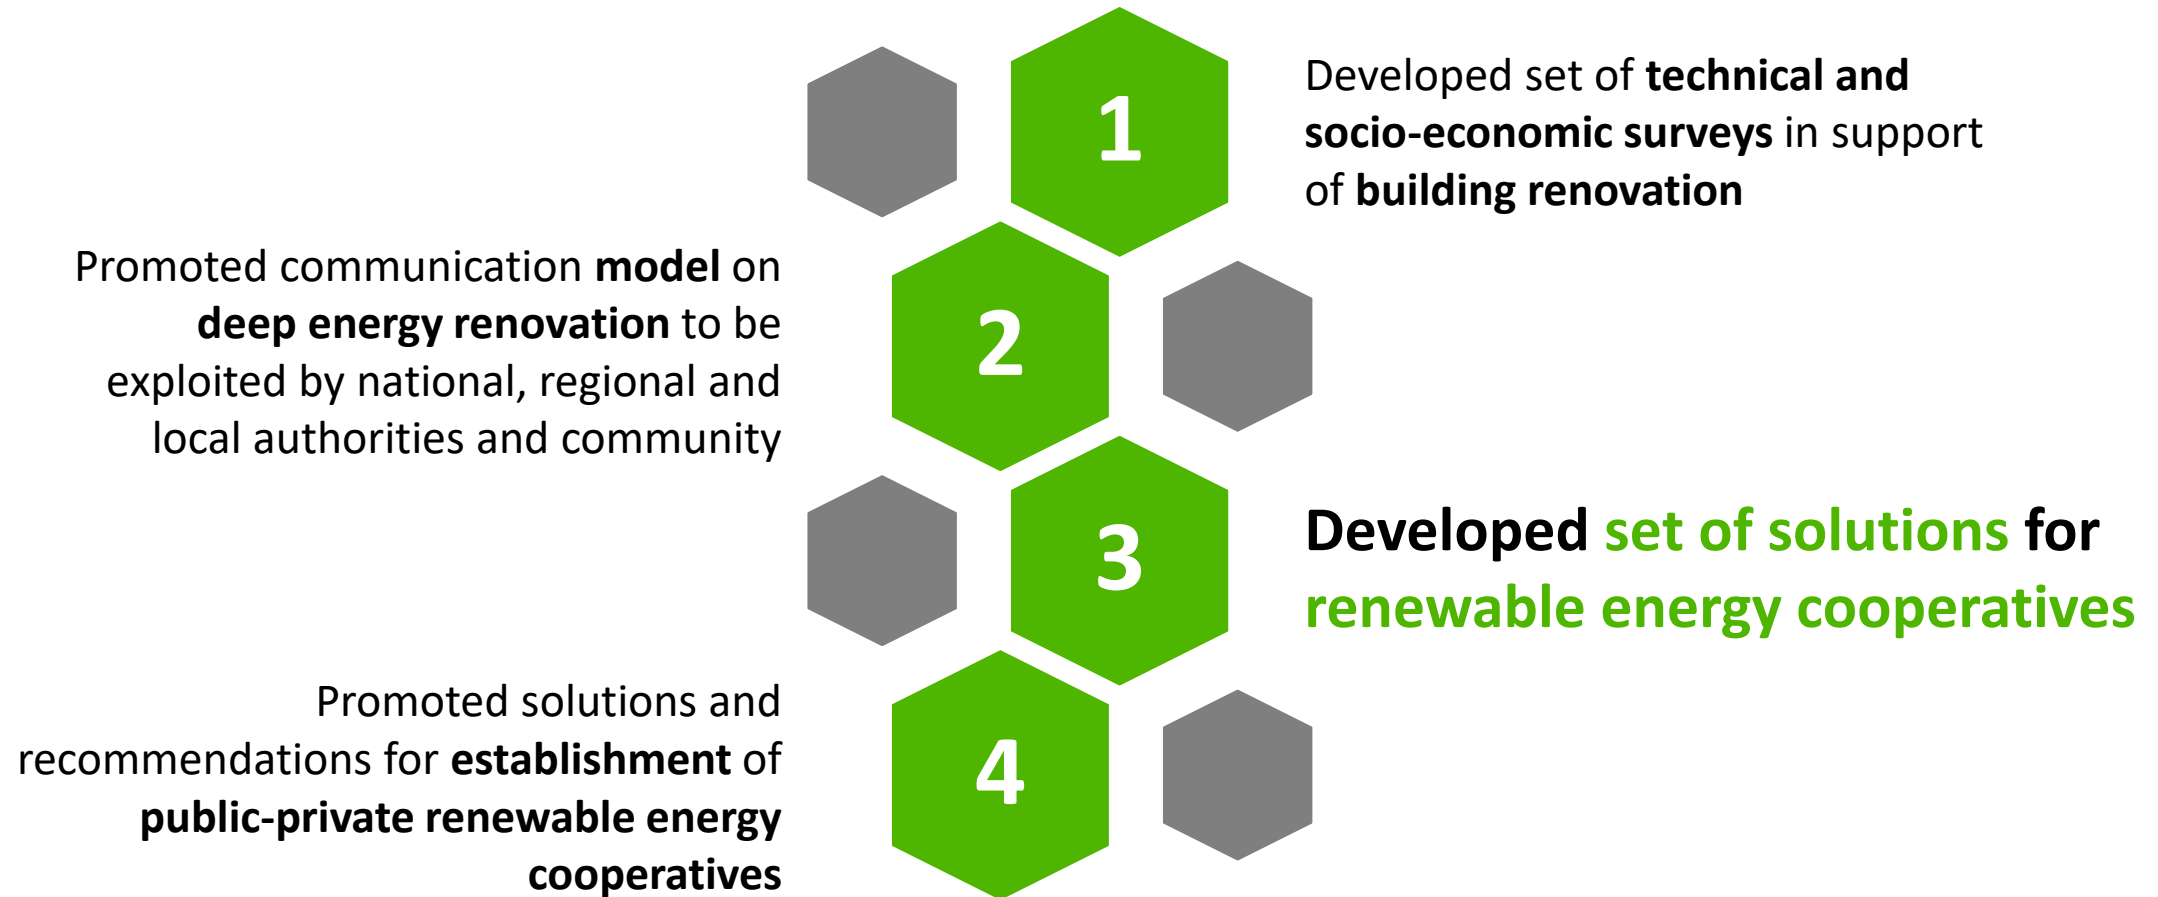 1
Developed set of technical and
socio-economic surveys in support
of building renovation
Promoted communication model on
deep energy renovation to be
exploited by national, regional and
local authorities and community
2
3
Developed set of solutions for
renewable energy cooperatives
Promoted solutions and
recommendations for establishment of
public-private renewable energy
cooperatives
4